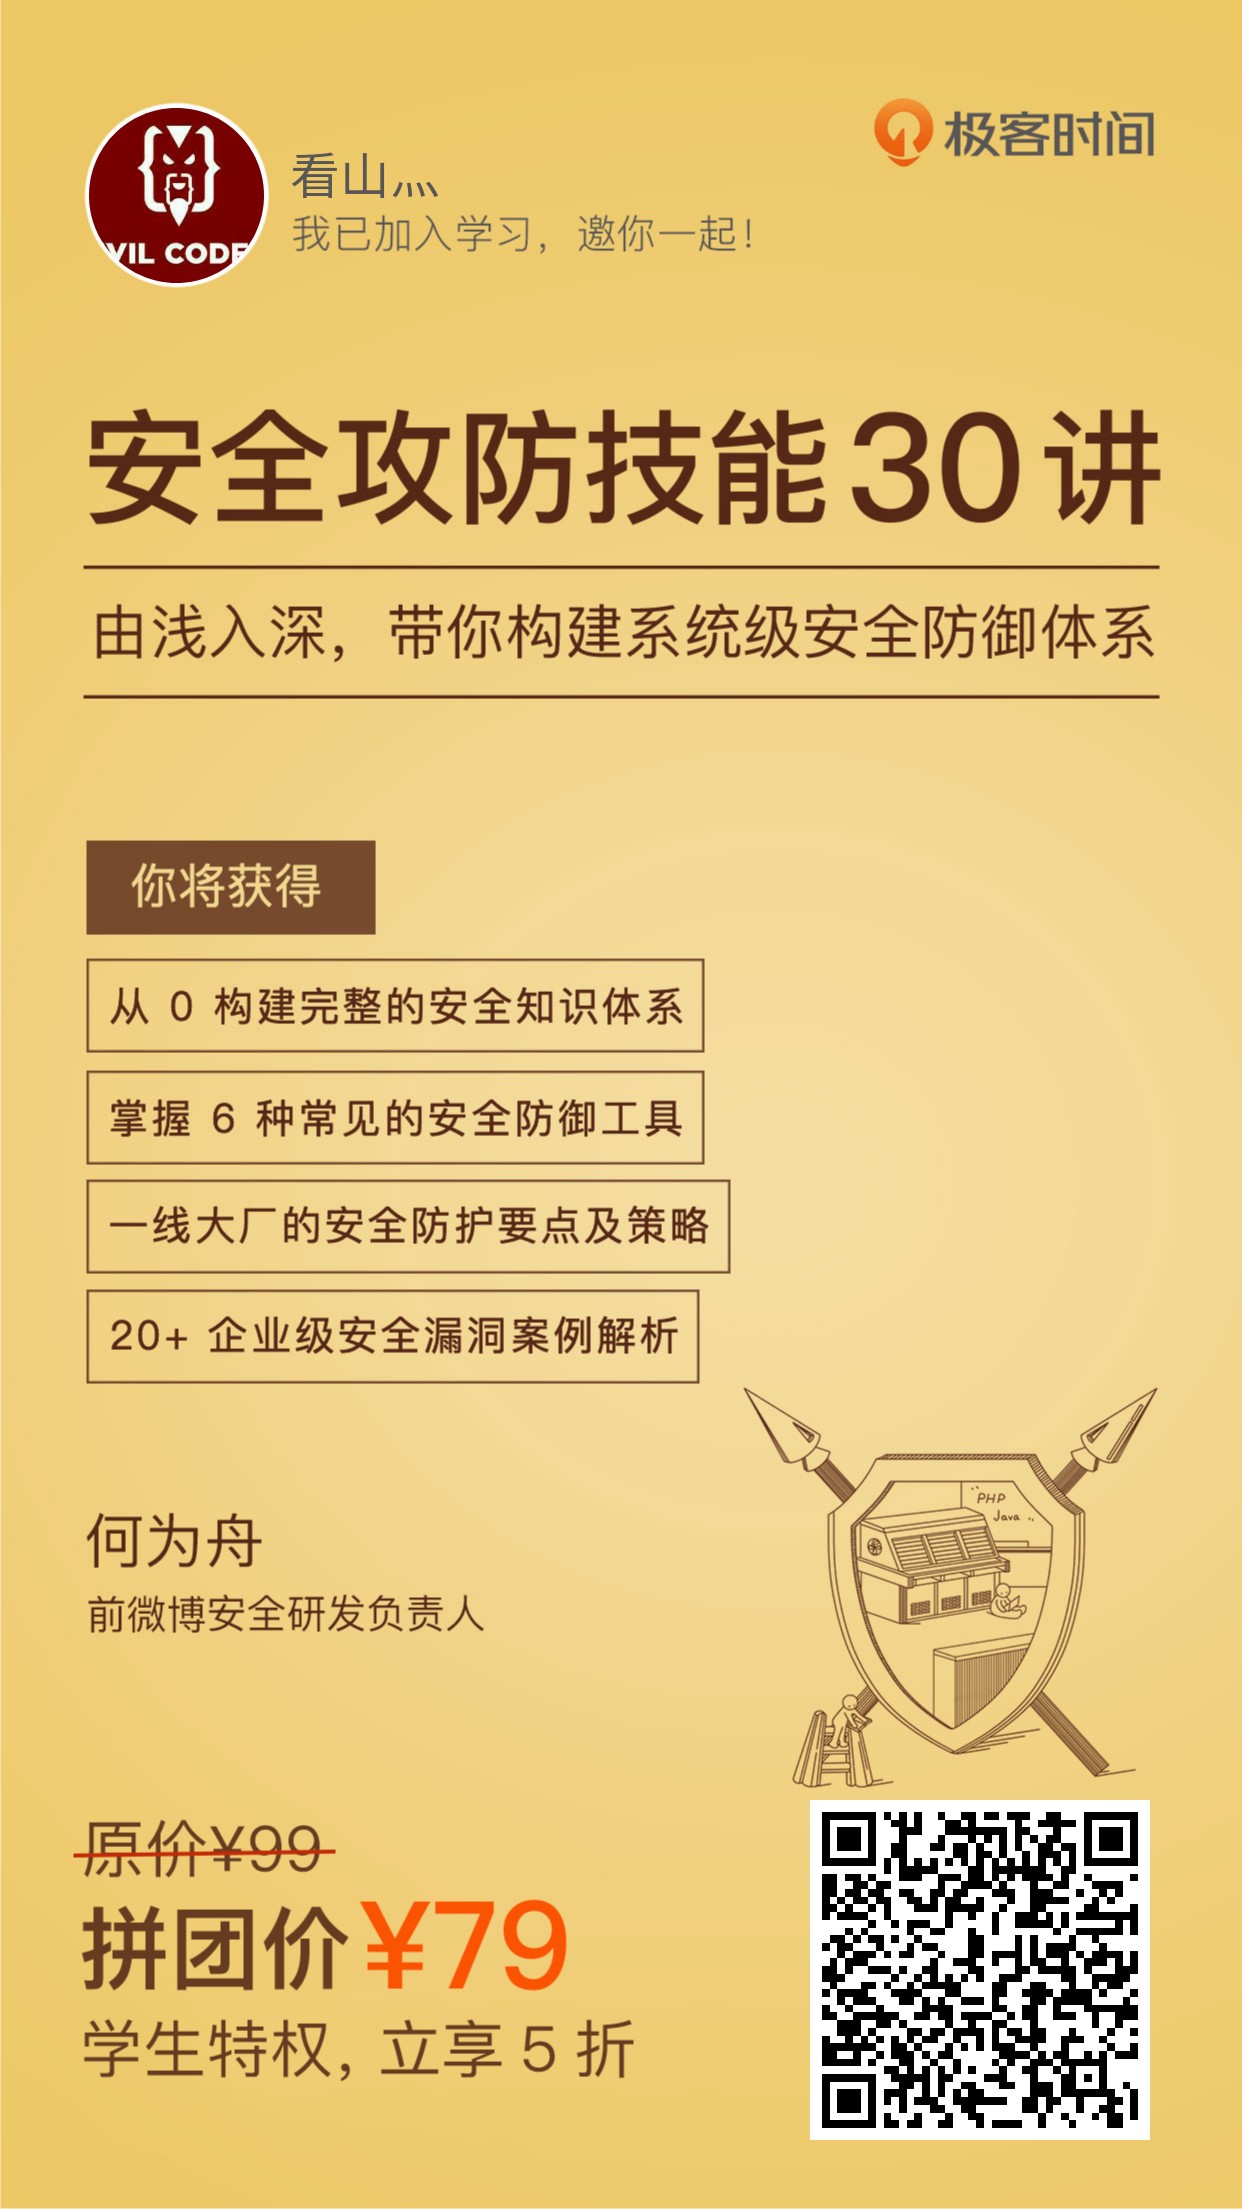 VIL CODE
看山灬
我已加入学习，邀你一起！
极客时间
安全攻防技能30讲
由浅入深，带你构建系统级安全防御体系
你将获得
从 0 构建完整的安全知识体系
掌握 6 种常见的安全防御工具
一线大厂的安全防护要点及策略
20+ 企业级安全漏洞案例解析
PHP
Java
何为舟
前微博安全研发负责人
原价¥99
拼团价¥79
学生特权，立享 5 折